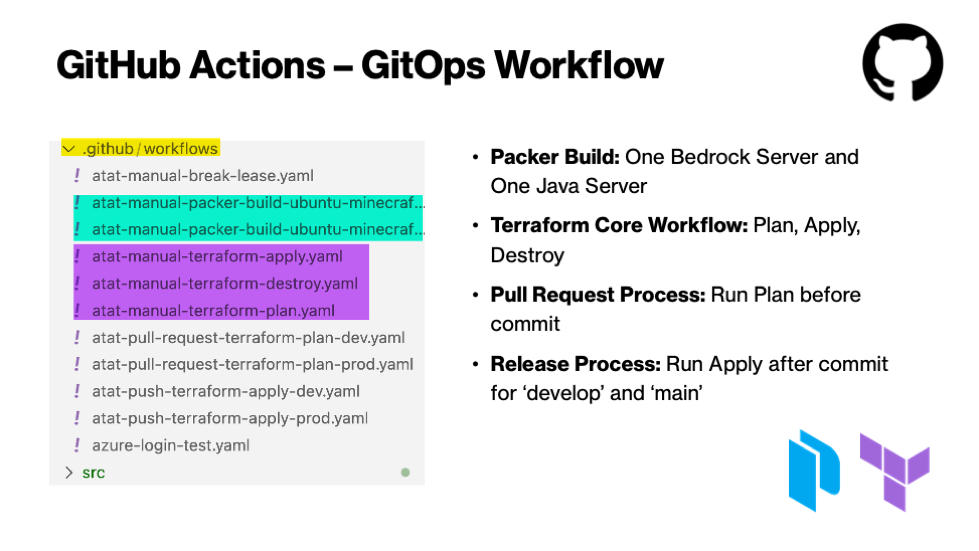 GitHub Actions – GitOps Workflow
.github/workflows
! atat-manual-break-lease.yaml
! atat-manual-packer-build-ubuntu-minecraf...
! atat-manual-packer-build-ubuntu-minecraf...
! atat-manual-terraform-apply.yaml
! atat-manual-terraform-destroy.yaml
! atat-manual-terraform-plan.yaml
! atat-pull-request-terraform-plan-dev.yaml
! atat-pull-request-terraform-plan-prod.yaml
! atat-push-terraform-apply-dev.yaml
! atat-push-terraform-apply-prod.yaml
! azure-login-test.yaml
src
• Packer Build: One Bedrock Server and
One Java Server
• Terraform Core Workflow: Plan, Apply,
Destroy
• Pull Request Process: Run Plan before
commit
• Release Process: Run Apply after commit
for ‘develop’ and ‘main’